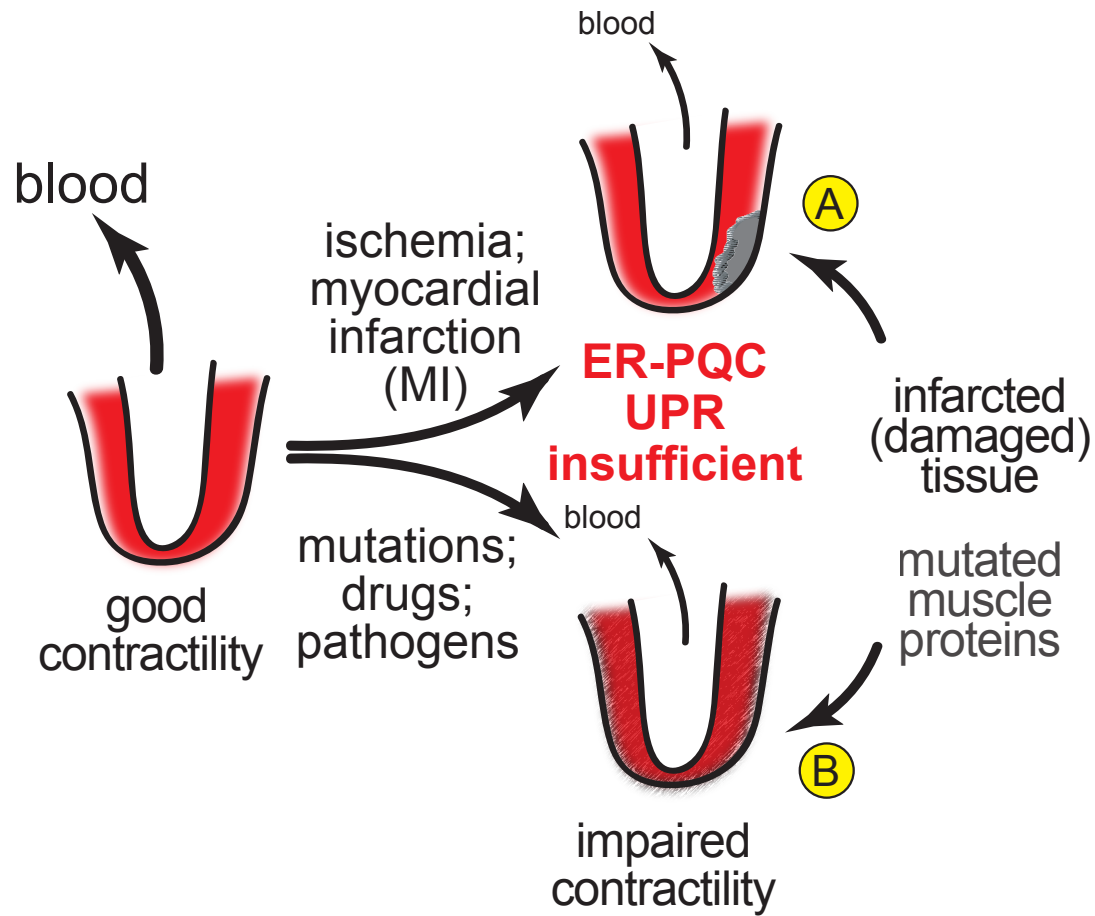 blood
good
contractility
ischemia;
myocardial
infarction
(MI)
mutations;
drugs;
pathogens
blood
A
ER-PQC
UPR
insufficient
infarcted
(damaged)
tissue
blood
mutated
muscle
proteins
B
impaired
contractility